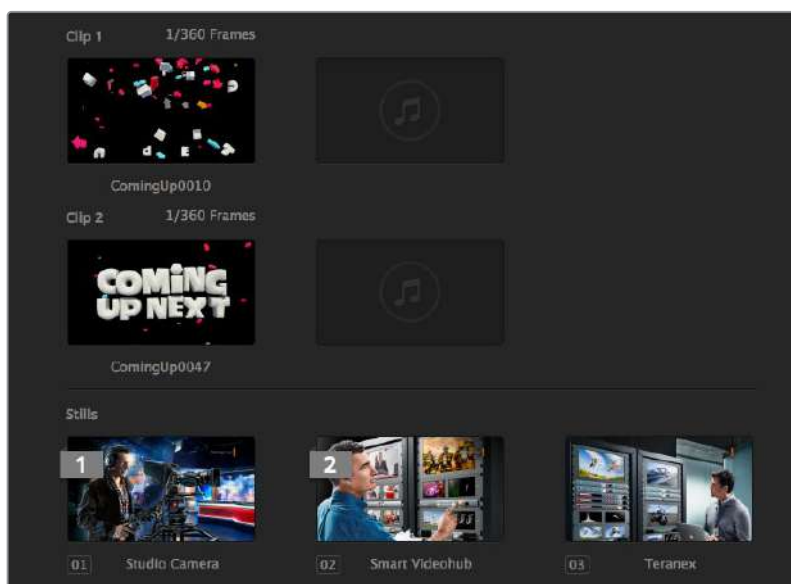 Clip 1 1/360 Frames
ComingUp0010
Clip 2 1/360 Frames
COMING
UP NEXT
ComingUp0047
Stills
1 2
01 Studio Camera 02 Smart Videohub 03 Teranex